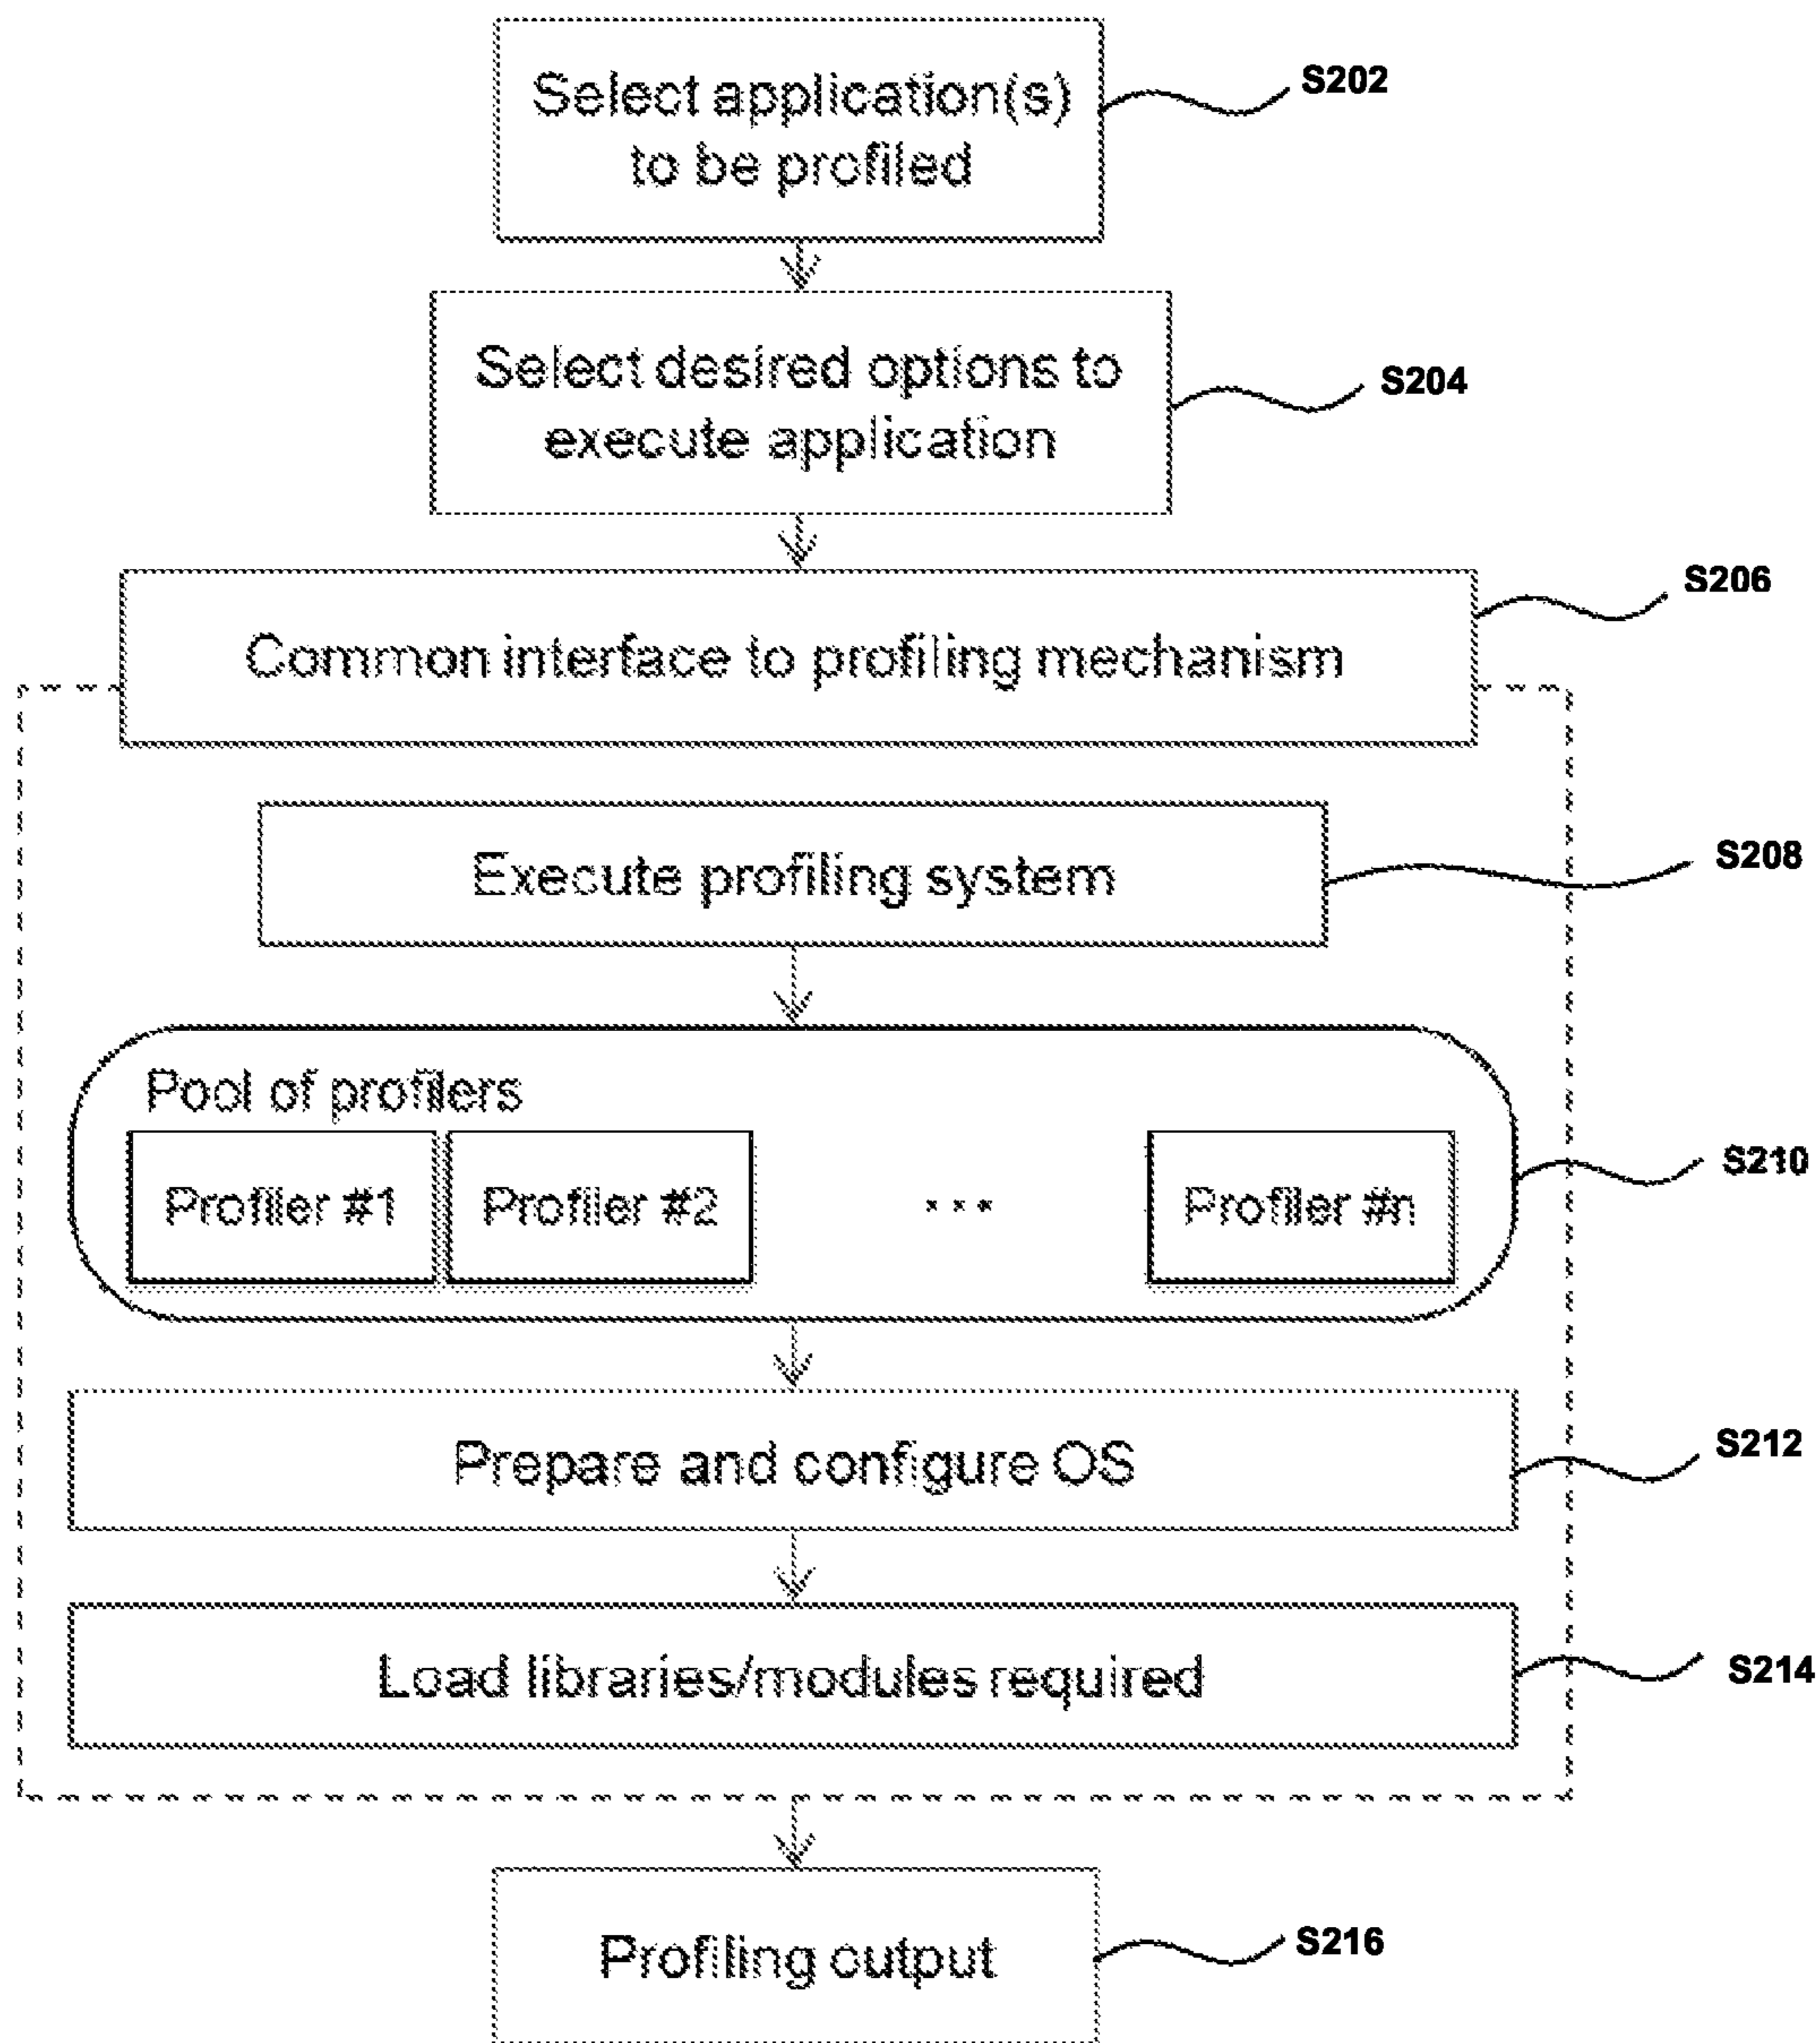 Select application(s)
to be profiled
S202
Select desired options to
execute application
S204
Common interface to profiling mechanism
S206
Execute profiling system
S208
Pool of profilers
Profiler #1
Profiler #2
...
Profiler #n
S210
Prepare and configure OS
S212
Load libraries/modules required
S214
Profiling output
S216